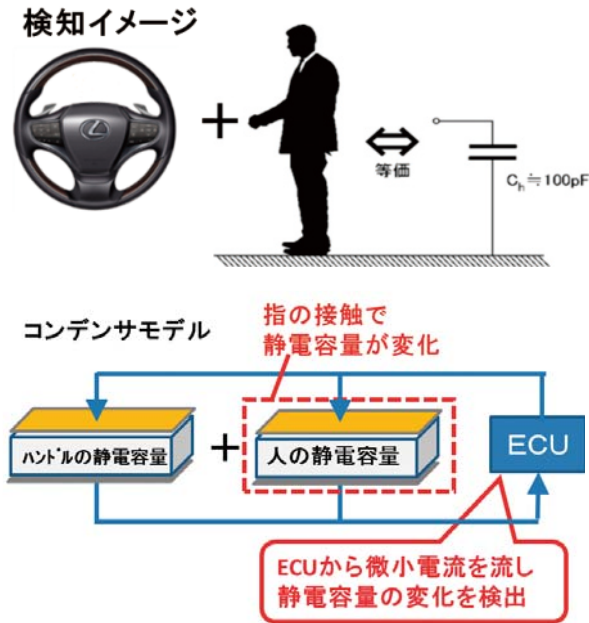 検知イメージ
+
等価
Ch≒100pF
コンデンサモデル
指の接触で
静電容量が変化
ハンドルの静電容量
+
人の静電容量
ECU
ECUから微小電流を流し
静電容量の変化を検出